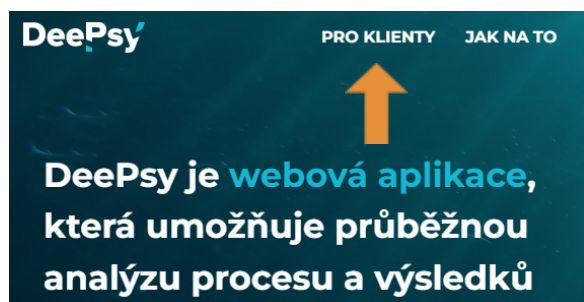 DeePsy
PRO KLIENTY JAK NA TO
DeePsy je webová aplikace,
která umožňuje průběžnou
analýzu procesu a výsledků